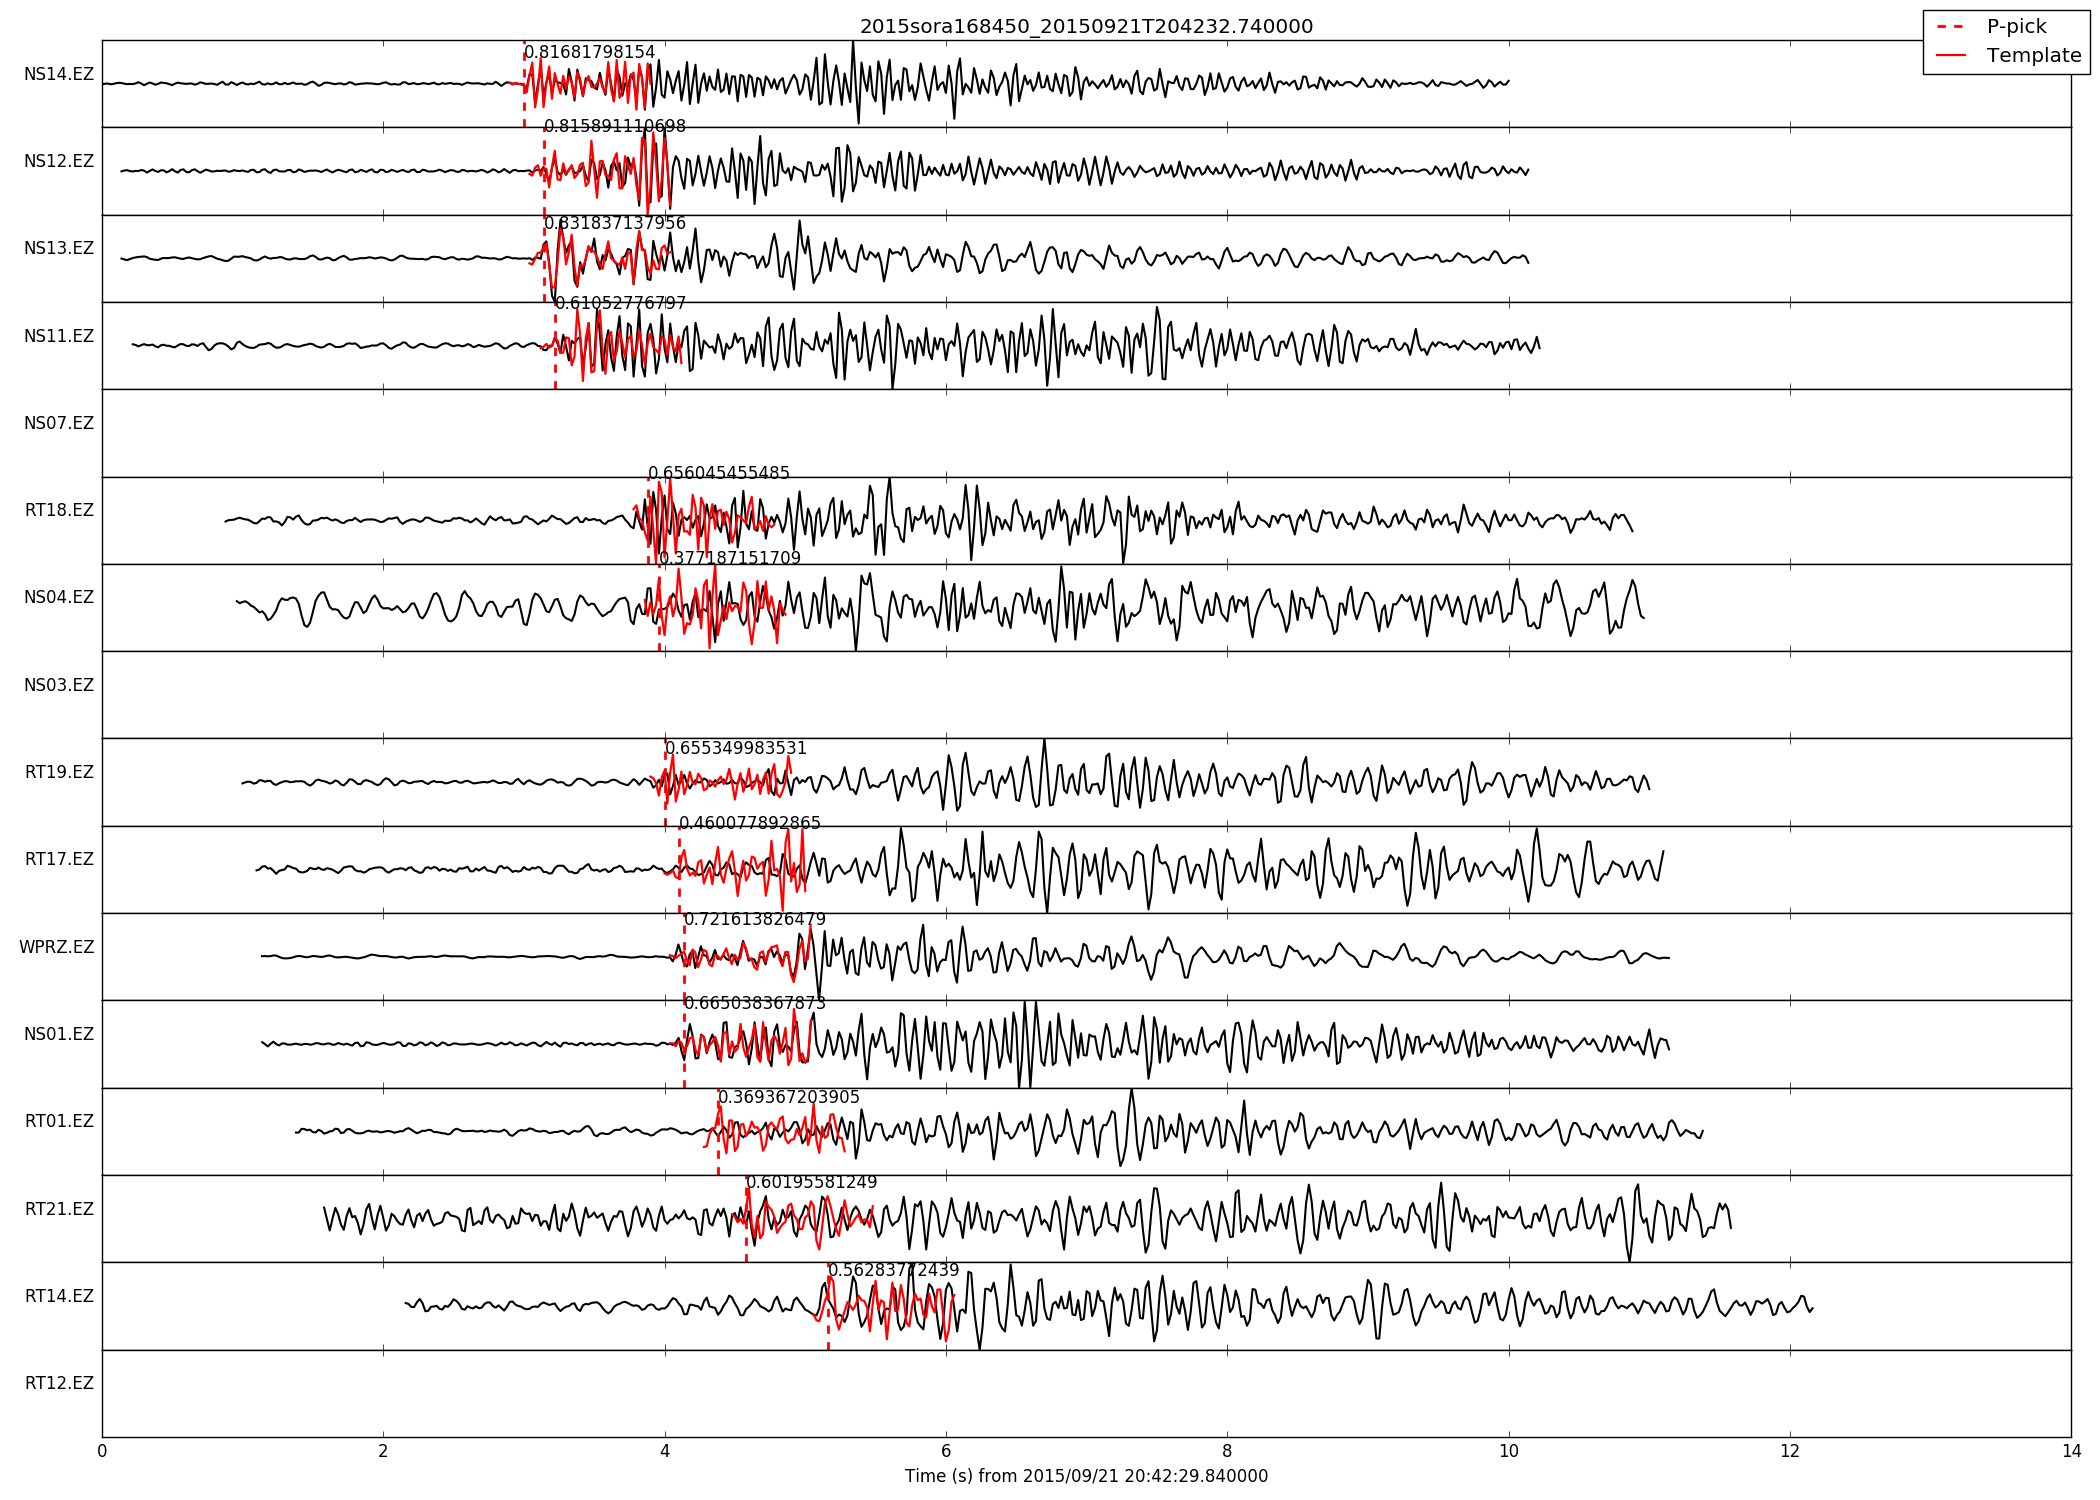 2015sora168450_20150921T204232.740000
P-pick
Template
NS14.EZ
0.81681798154
NS12.EZ
0.815891110698
NS13.EZ
0.831837137956
NS11.EZ
0.61052776797
NS07.EZ
RT18.EZ
0.656045455485
NS04.EZ
0.377187151709
NS03.EZ
RT19.EZ
0.655349983531
RT17.EZ
0.460077892865
WPRZ.EZ
0.721613826479
NS01.EZ
0.665038367873
RT01.EZ
0.369367203905
RT21.EZ
0.60195581249
RT14.EZ
0.56283772439
RT12.EZ
0 2 4 6 8 10 12 14
Time (s) from 2015/09/21 20:42:29.840000